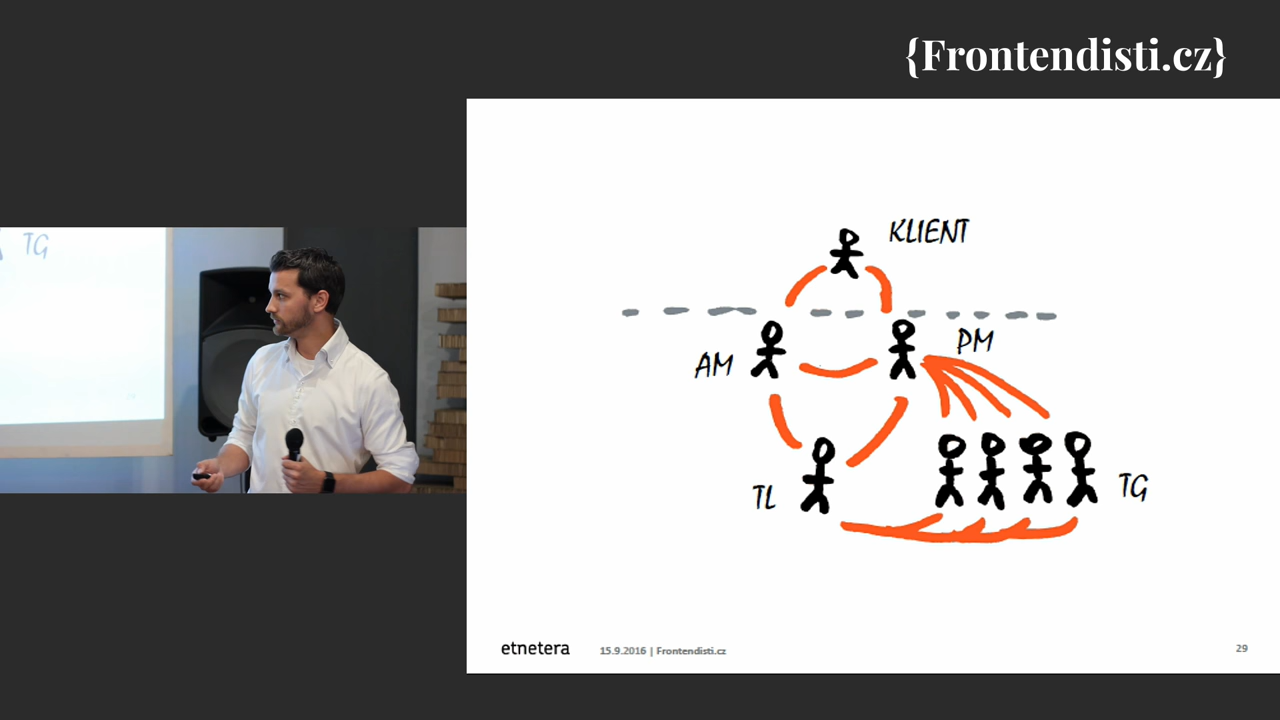 {Frontendisti.cz}
TG
KLIENT
PM
AM
TL
TG
etnetera
15.9.2016 | Frontendisti.cz
29